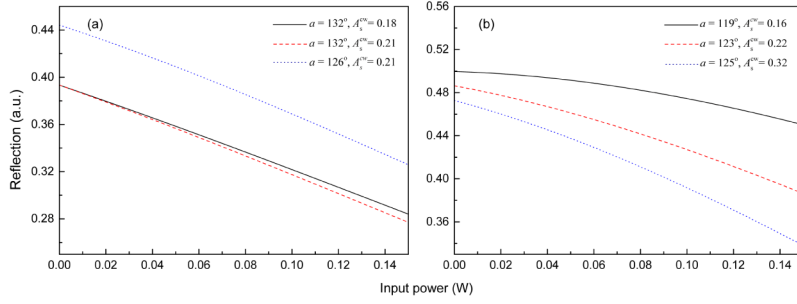 (a)
a = 132°, A_s^cw = 0.18
a = 132°, A_s^cw = 0.21
a = 126°, A_s^cw = 0.21
0.44
0.40
0.36
0.32
0.28
0.00 0.02 0.04 0.06 0.08 0.10 0.12 0.14
Reflection (a.u.)
(b)
a = 119°, A_s^cw = 0.16
a = 123°, A_s^cw = 0.22
a = 125°, A_s^cw = 0.32
0.56
0.52
0.48
0.44
0.40
0.36
0.00 0.02 0.04 0.06 0.08 0.10 0.12 0.14
Input power (W)